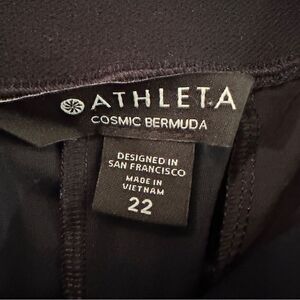 ATHLETA
COSMIC BERMUDA
DESIGNED IN
SAN FRANCISCO
MADE IN
VIETNAM
22